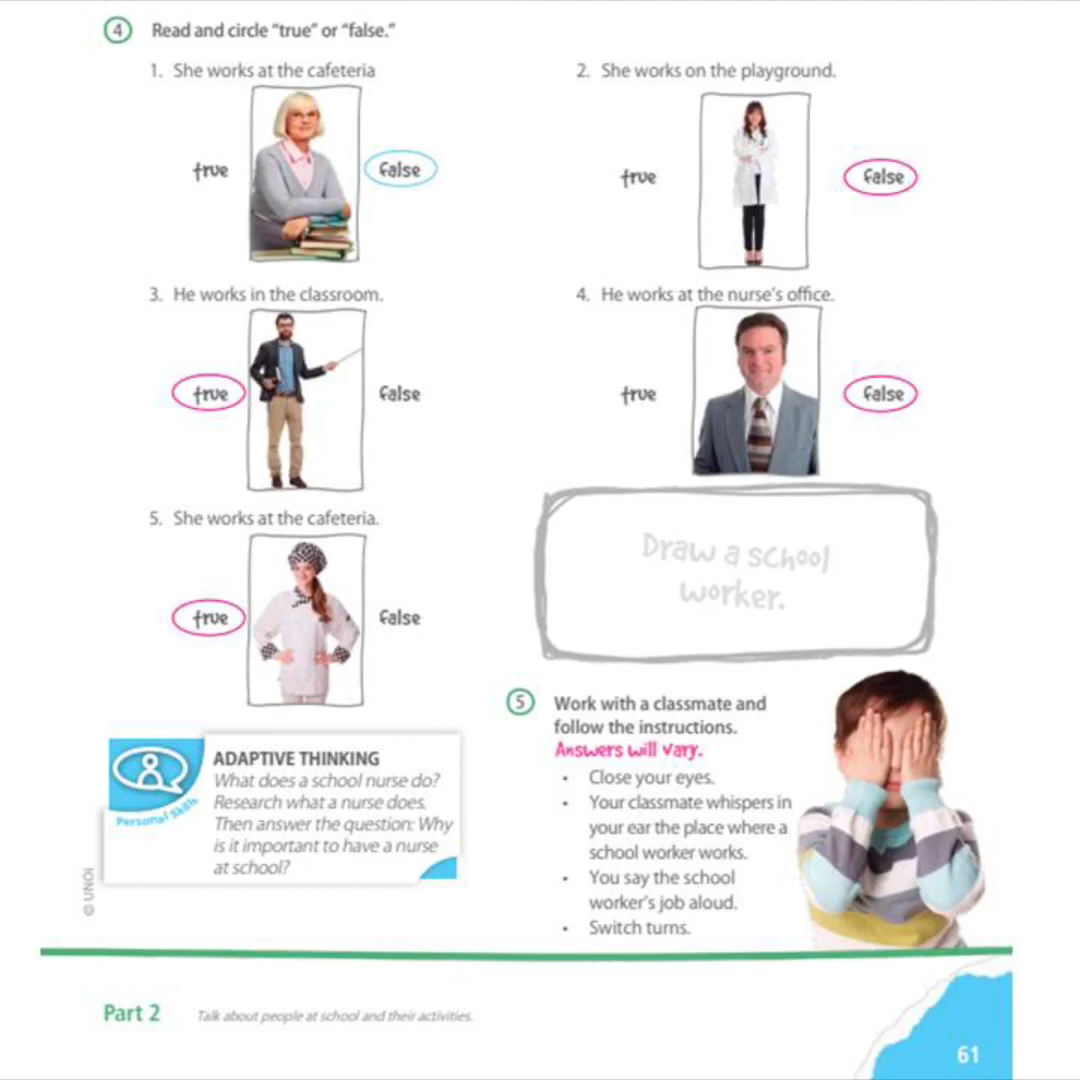 4 Read and circle “true” or “false.”
1. She works at the cafeteria
true
false
2. She works on the playground.
true
false
3. He works in the classroom.
true
false
4. He works at the nurse's office.
true
false
5. She works at the cafeteria.
true
false
Draw a school
worker.
Personal Skills
ADAPTIVE THINKING
What does a school nurse do?
Research what a nurse does.
Then answer the question: Why
is it important to have a nurse
at school?
5 Work with a classmate and
follow the instructions.
Answers will vary.
• Close your eyes.
• Your classmate whispers in
your ear the place where a
school worker works.
• You say the school
worker's job aloud.
• Switch turns.
© UNOi
Part 2 Talk about people at school and their activities.
61